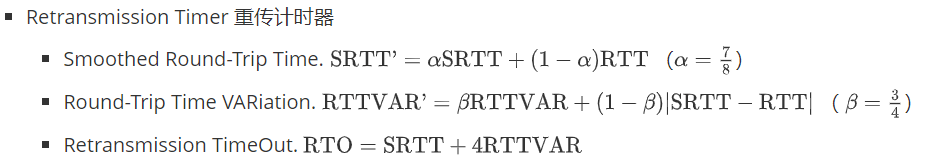 Retransmission Timer 重传计时器
Smoothed Round-Trip Time. SRTT’ = αSRTT + (1 − α)RTT (α = 7/8)
Round-Trip Time VARiation. RTTVAR’ = βRTTVAR + (1 − β)|SRTT − RTT| ( β = 3/4)
Retransmission TimeOut. RTO = SRTT + 4RTTVAR